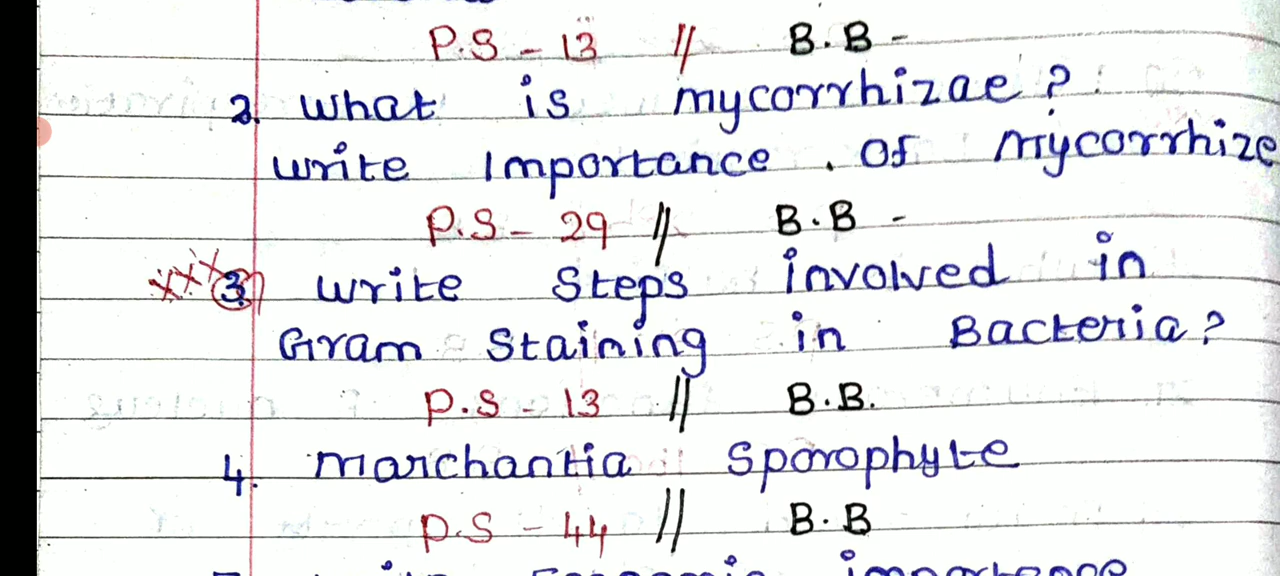 P.S - 13 // B.B -
2. What is mycorrhizae?
write Importance . Of Mycorrhize
P.S - 29 // B.B -
xxx 3. write Steps involved in
Gram Staining in Bacteria?
P.S - 13 // B.B.
4. Marchantia Sporophyte
P.S - 44 // B.B